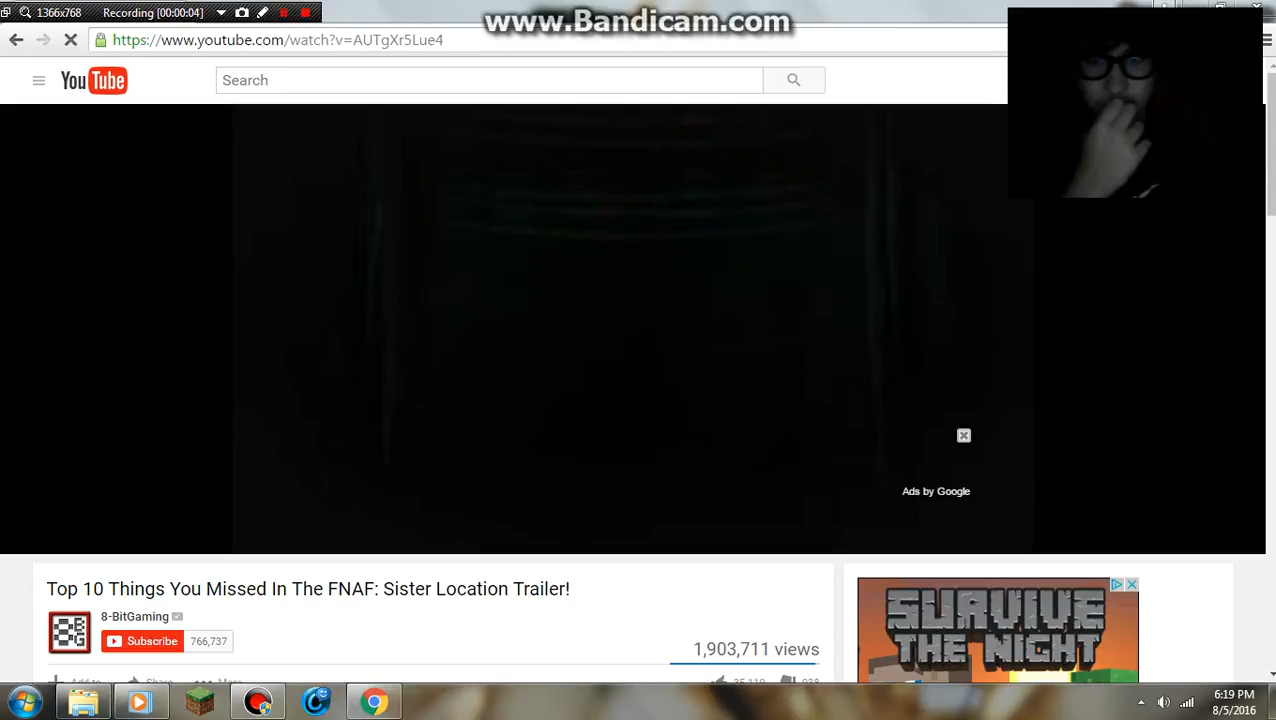 1366x768 Recording [00:00:04]
www.Bandicam.com
https://www.youtube.com/watch?v=AUTgXr5Lue4
YouTube
Search
Ads by Google
Top 10 Things You Missed In The FNAF: Sister Location Trailer!
8-BitGaming
Subscribe 766,737
1,903,711 views
SURVIVE
THE NIGHT
6:19 PM
8/5/2016